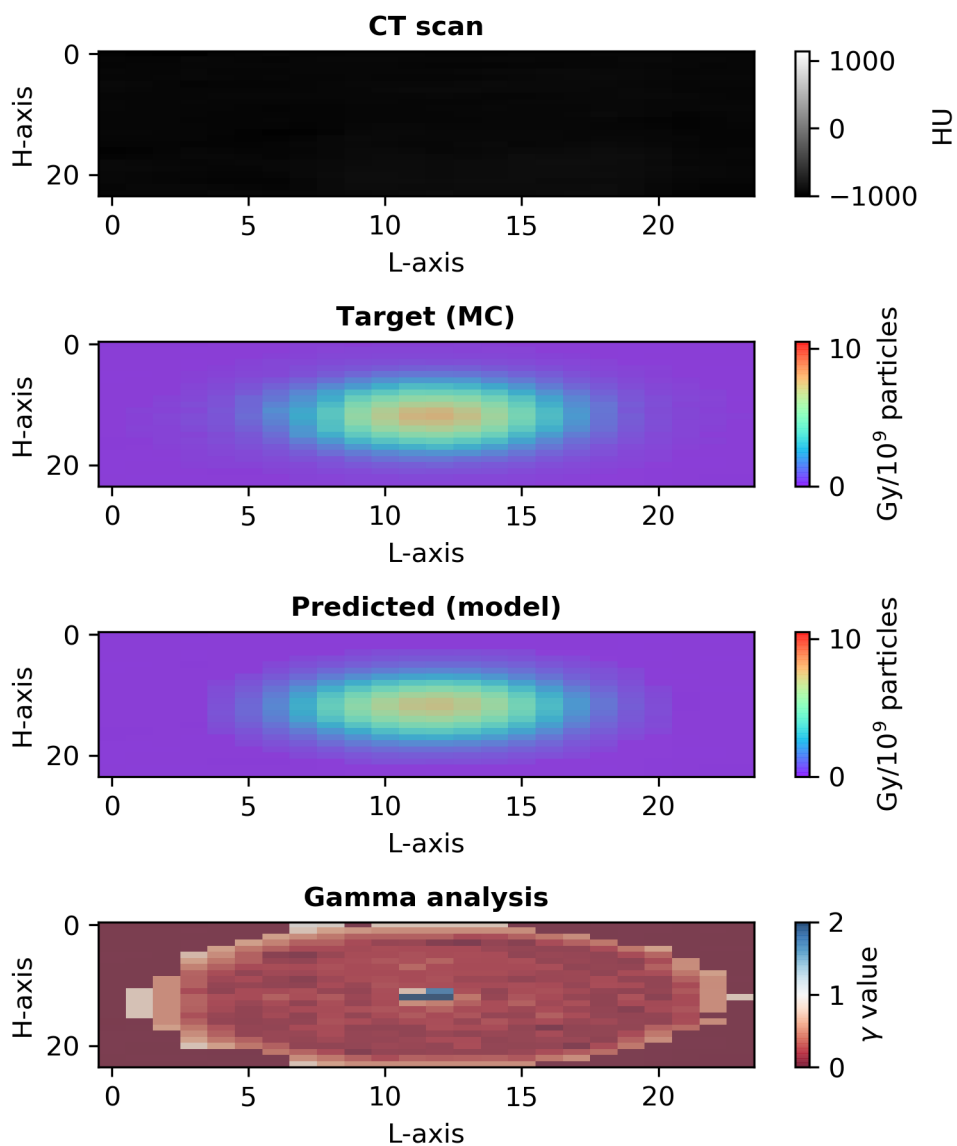 CT scan
0
20
H-axis
0 5 10 15 20
L-axis
1000
0
−1000
HU
Target (MC)
0
20
H-axis
0 5 10 15 20
L-axis
10
0
Gy/10⁹ particles
Predicted (model)
0
20
H-axis
0 5 10 15 20
L-axis
10
0
Gy/10⁹ particles
Gamma analysis
0
20
H-axis
0 5 10 15 20
L-axis
2
1
0
γ value